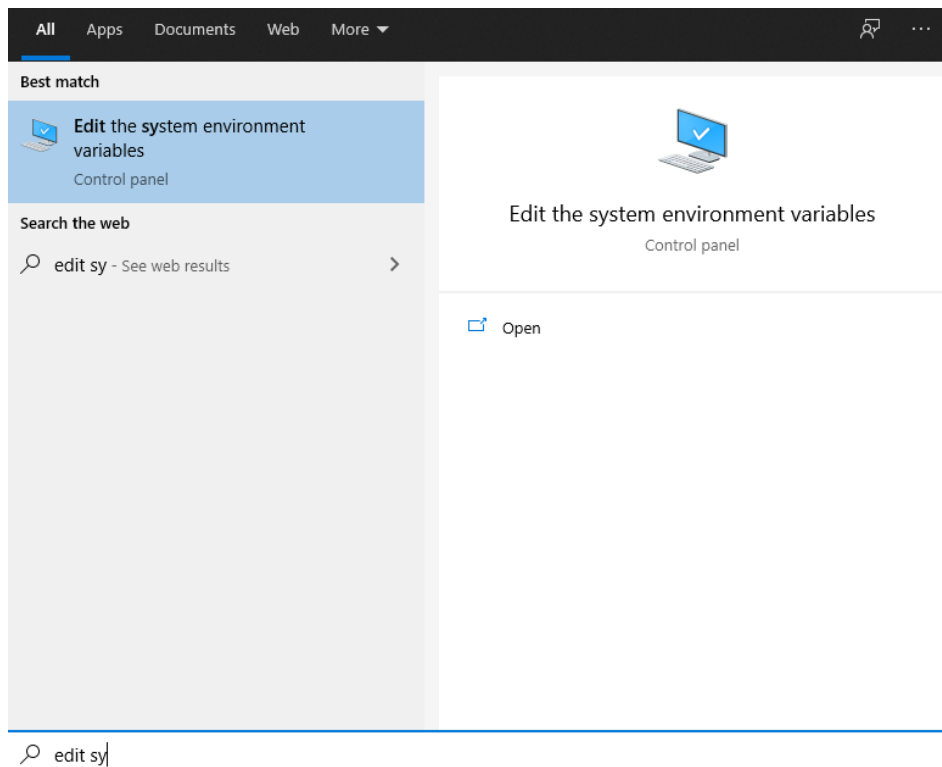 All Apps Documents Web More
Best match
Edit the system environment
variables
Control panel
Search the web
edit sy - See web results
Edit the system environment variables
Control panel
Open
edit sy